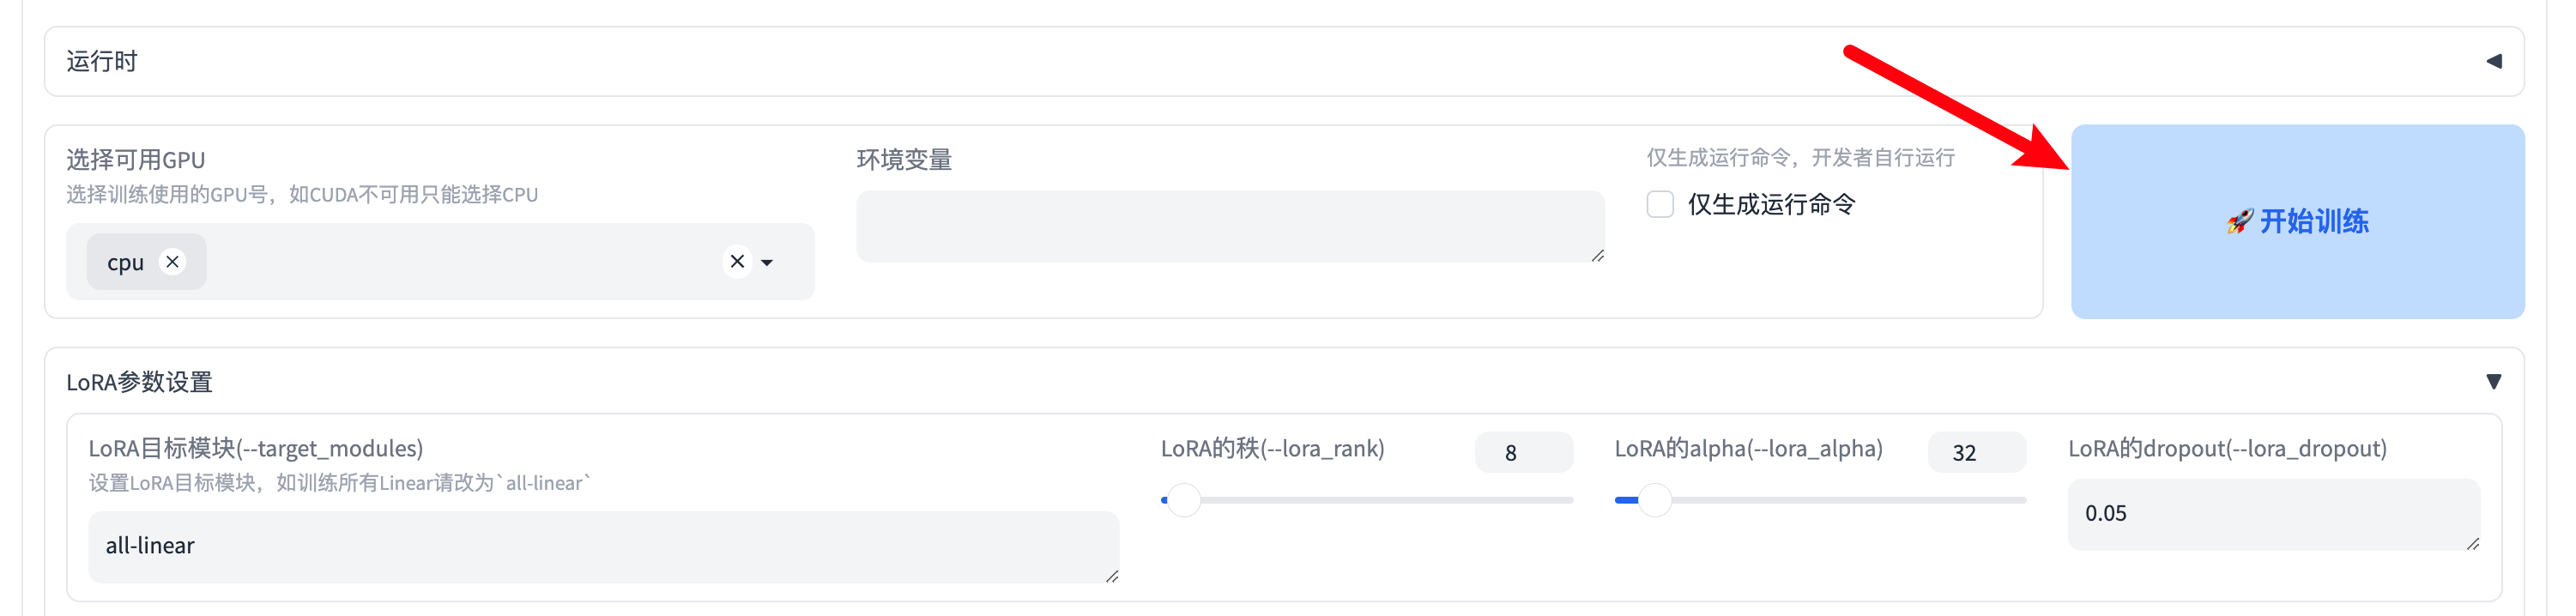 运行时
选择可用GPU
选择训练使用的GPU号，如CUDA不可用只能选择CPU
cpu
环境变量
仅生成运行命令，开发者自行运行
仅生成运行命令
🚀 开始训练
LoRA参数设置
LoRA目标模块(--target_modules)
设置LoRA目标模块，如训练所有Linear请改为`all-linear`
all-linear
LoRA的秩(--lora_rank)
8
LoRA的alpha(--lora_alpha)
32
LoRA的dropout(--lora_dropout)
0.05